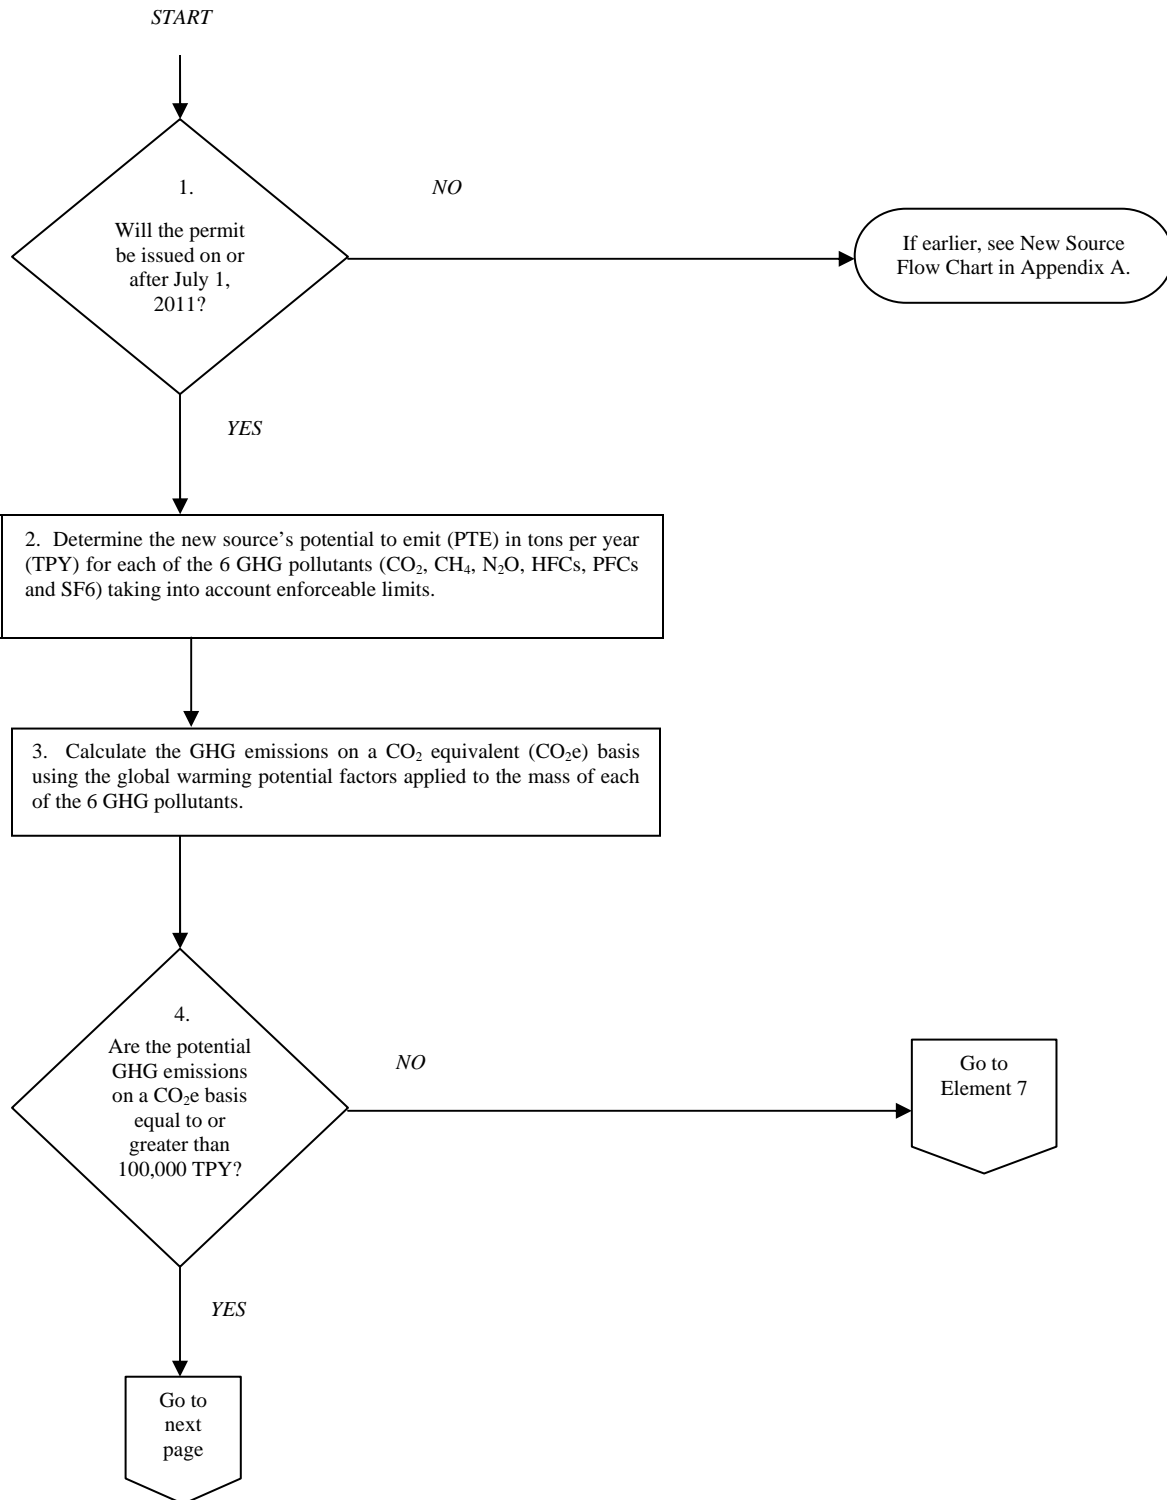 START
1.
NO
Will the permit
be issued on or
after July 1,
2011?
If earlier, see New Source
Flow Chart in Appendix A.
YES
2. Determine the new source’s potential to emit (PTE) in tons per year
(TPY) for each of the 6 GHG pollutants (CO₂, CH₄, N₂O, HFCs, PFCs
and SF6) taking into account enforceable limits.
3. Calculate the GHG emissions on a CO₂ equivalent (CO₂e) basis
using the global warming potential factors applied to the mass of each
of the 6 GHG pollutants.
4.
Are the potential
GHG emissions
on a CO₂e basis
equal to or
greater than
100,000 TPY?
NO
Go to
Element 7
YES
Go to
next
page